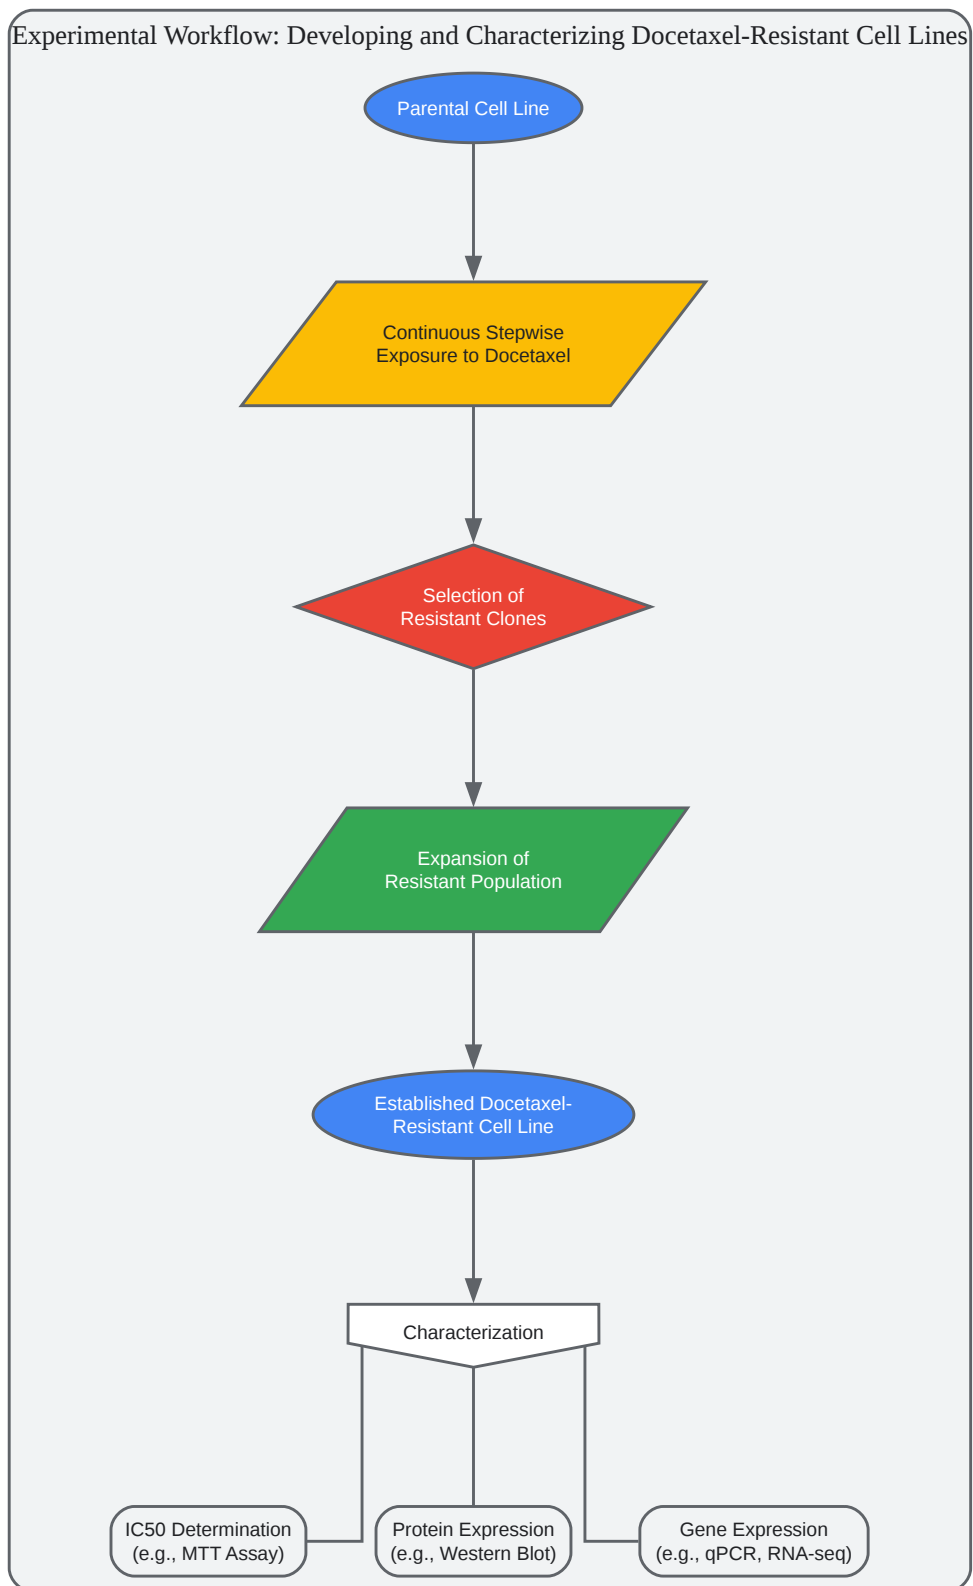 Experimental Workflow: Developing and Characterizing Docetaxel-Resistant Cell Lines
Parental Cell Line
Continuous Stepwise
Exposure to Docetaxel
Selection of
Resistant Clones
Expansion of
Resistant Population
Established Docetaxel-
Resistant Cell Line
Characterization
IC50 Determination
(e.g., MTT Assay)
Protein Expression
(e.g., Western Blot)
Gene Expression
(e.g., qPCR, RNA-seq)